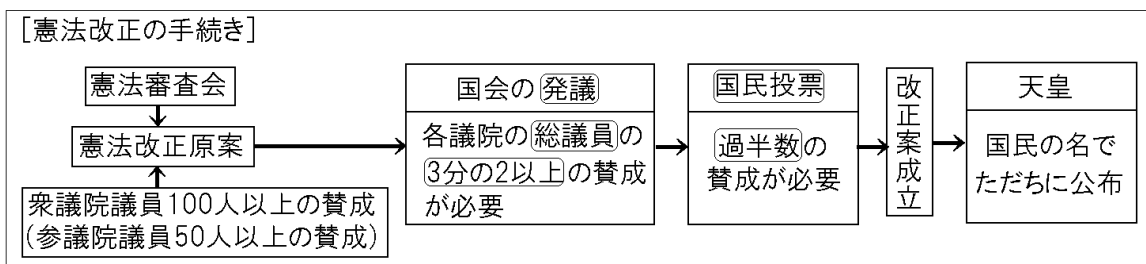 [憲法改正の手続き]
憲法審査会
憲法改正原案
衆議院議員100人以上の賛成
(参議院議員50人以上の賛成)
国会の発議
各議院の総議員の
3分の2以上の賛成
が必要
国民投票
過半数の
賛成が必要
改正案成立
天皇
国民の名で
ただちに公布